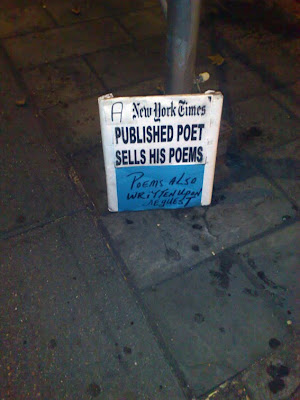 A New York Times
PUBLISHED POET
SELLS HIS POEMS
POEMS ALSO
WRITTEN UPON
REQUEST